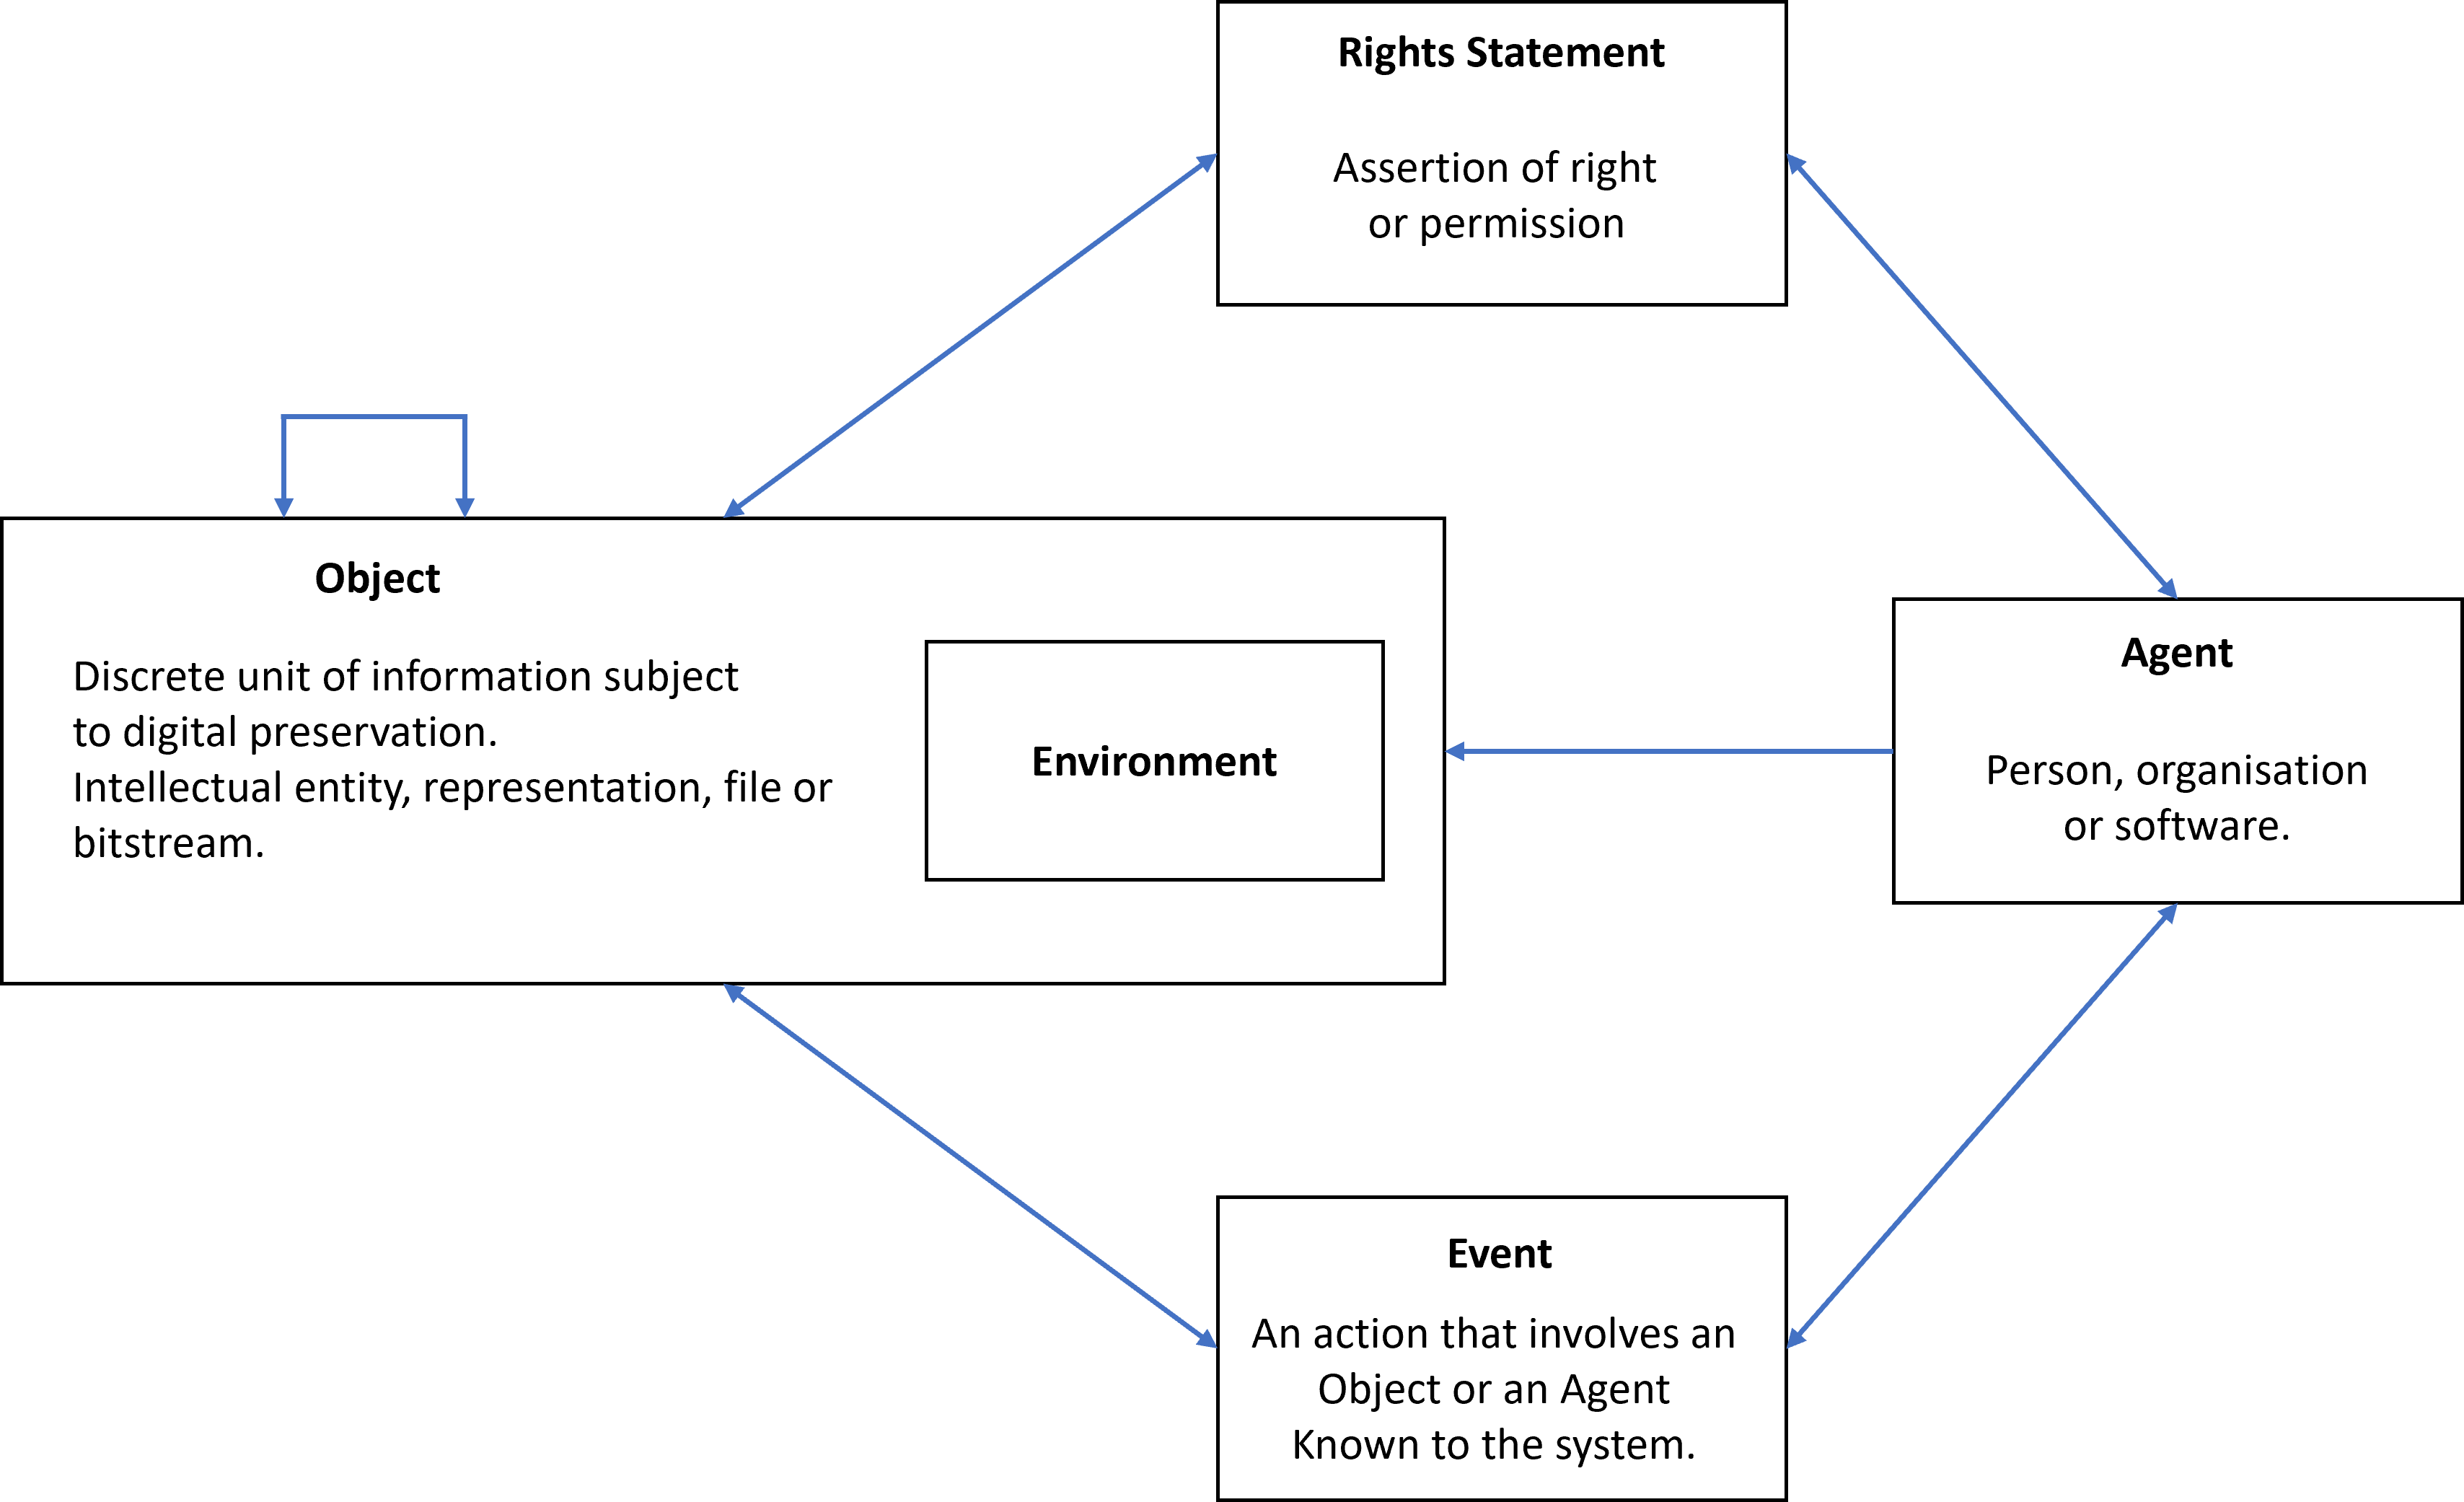 Rights Statement
Assertion of right
or permission
Object
Discrete unit of information subject
to digital preservation.
Intellectual entity, representation, file or
bitstream.
Environment
Agent
Person, organisation
or software.
Event
An action that involves an
Object or an Agent
Known to the system.